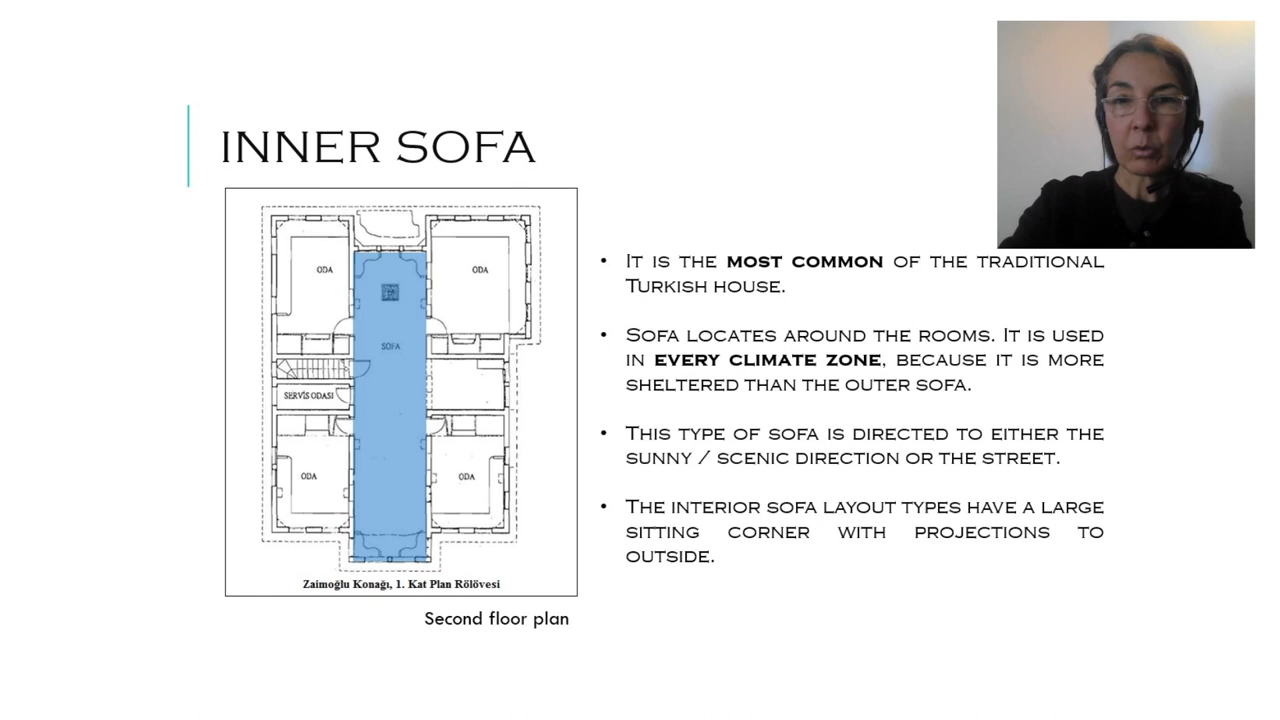 INNER SOFA
ODA
ODA
SOFA
SERVİS ODASI
ODA
ODA
Zaimoğlu Konağı, 1. Kat Plan Rölövesi
Second floor plan
• IT IS THE MOST COMMON OF THE TRADITIONAL
TURKISH HOUSE.
• SOFA LOCATES AROUND THE ROOMS. IT IS USED
IN EVERY CLIMATE ZONE, BECAUSE IT IS MORE
SHELTERED THAN THE OUTER SOFA.
• THIS TYPE OF SOFA IS DIRECTED TO EITHER THE
SUNNY / SCENIC DIRECTION OR THE STREET.
• THE INTERIOR SOFA LAYOUT TYPES HAVE A LARGE
SITTING CORNER WITH PROJECTIONS TO
OUTSIDE.